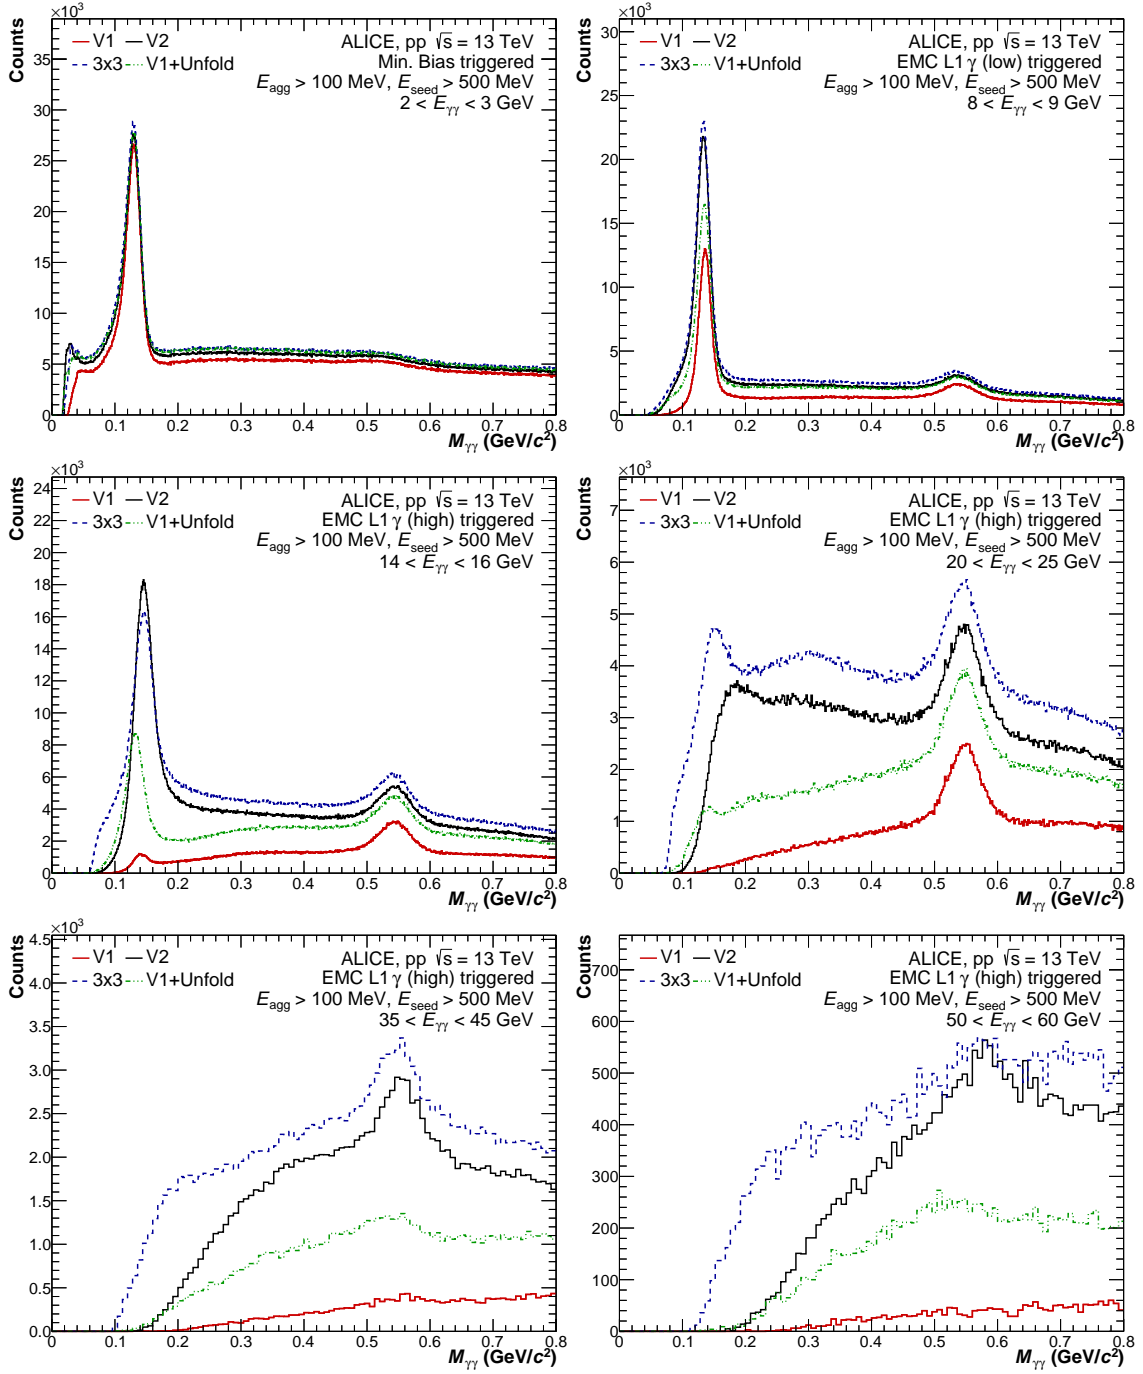 ×10³
Counts
V1 V2
3x3 V1+Unfold
ALICE, pp √s = 13 TeV
Min. Bias triggered
E_agg > 100 MeV, E_seed > 500 MeV
2 < E_γγ < 3 GeV
35
30
25
20
15
10
5
0
0 0.1 0.2 0.3 0.4 0.5 0.6 0.7 0.8
M_γγ (GeV/c²)
×10³
Counts
V1 V2
3x3 V1+Unfold
ALICE, pp √s = 13 TeV
EMC L1 γ (low) triggered
E_agg > 100 MeV, E_seed > 500 MeV
8 < E_γγ < 9 GeV
30
25
20
15
10
5
0
0 0.1 0.2 0.3 0.4 0.5 0.6 0.7 0.8
M_γγ (GeV/c²)
×10³
Counts
V1 V2
3x3 V1+Unfold
ALICE, pp √s = 13 TeV
EMC L1 γ (high) triggered
E_agg > 100 MeV, E_seed > 500 MeV
14 < E_γγ < 16 GeV
24
22
20
18
16
14
12
10
8
6
4
2
0
0 0.1 0.2 0.3 0.4 0.5 0.6 0.7 0.8
M_γγ (GeV/c²)
×10³
Counts
V1 V2
3x3 V1+Unfold
ALICE, pp √s = 13 TeV
EMC L1 γ (high) triggered
E_agg > 100 MeV, E_seed > 500 MeV
20 < E_γγ < 25 GeV
7
6
5
4
3
2
1
0
0 0.1 0.2 0.3 0.4 0.5 0.6 0.7 0.8
M_γγ (GeV/c²)
×10³
Counts
V1 V2
3x3 V1+Unfold
ALICE, pp √s = 13 TeV
EMC L1 γ (high) triggered
E_agg > 100 MeV, E_seed > 500 MeV
35 < E_γγ < 45 GeV
4.5
4.0
3.5
3.0
2.5
2.0
1.5
1.0
0.5
0.0
0 0.1 0.2 0.3 0.4 0.5 0.6 0.7 0.8
M_γγ (GeV/c²)
Counts
V1 V2
3x3 V1+Unfold
ALICE, pp √s = 13 TeV
EMC L1 γ (high) triggered
E_agg > 100 MeV, E_seed > 500 MeV
50 < E_γγ < 60 GeV
700
600
500
400
300
200
100
0
0 0.1 0.2 0.3 0.4 0.5 0.6 0.7 0.8
M_γγ (GeV/c²)